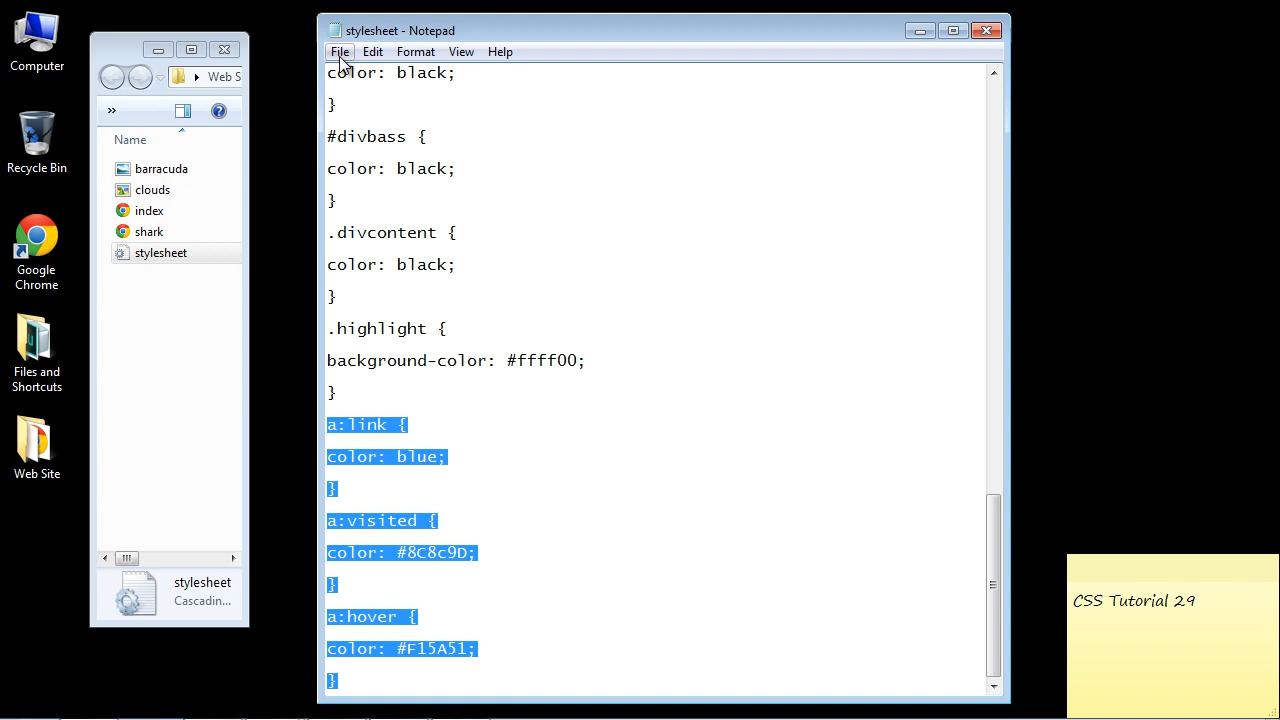 Computer
Recycle Bin
Google
Chrome
Files and
Shortcuts
Web Site
Web S
»
Name
barracuda
clouds
index
shark
stylesheet
stylesheet
Cascadin...
stylesheet - Notepad
File Edit Format View Help
color: black;
}
#divbass {
color: black;
}
.divcontent {
color: black;
}
.highlight {
background-color: #ffff00;
}
a:link {
color: blue;
}
a:visited {
color: #8C8c9D;
}
a:hover {
color: #F15A51;
}
CSS Tutorial 29